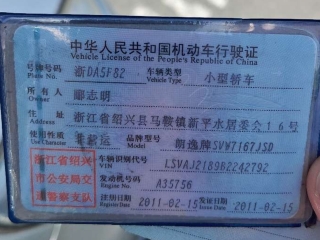 中华人民共和国机动车行驶证
Vehicle License of the People's Republic of China
号牌号码 浙DA5F82 车辆类型 小型轿车
Plate No. Vehicle Type
所有人 鄢志明
Owner
住址 浙江省绍兴县马鞍镇新平水居委会16号
Address
使用性质 非营运 品牌型号 朗逸牌SVW7167JSD
Use Character Model
浙江省绍兴 车辆识别代号 LSVAJ2189B2242792
VIN
市公安局交 发动机号码 A35756
Engine No.
通警察支队 注册日期 2011-02-15 发证日期 2011-02-15
Register Date Issue Date